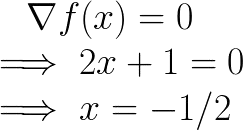 ∇f(x) = 0
⟹ 2x + 1 = 0
⟹ x = −1/2